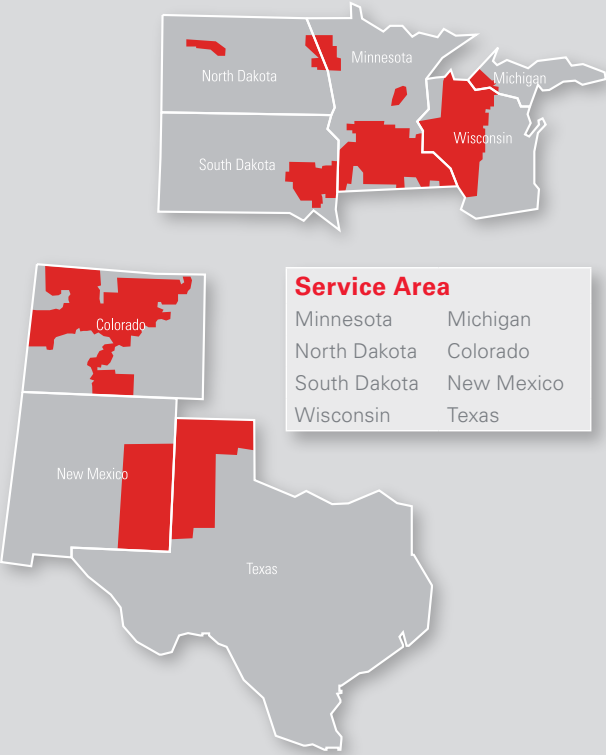 Minnesota
North Dakota
Michigan
Wisconsin
South Dakota
Colorado
New Mexico
Texas
Service Area
Minnesota Michigan
North Dakota Colorado
South Dakota New Mexico
Wisconsin Texas